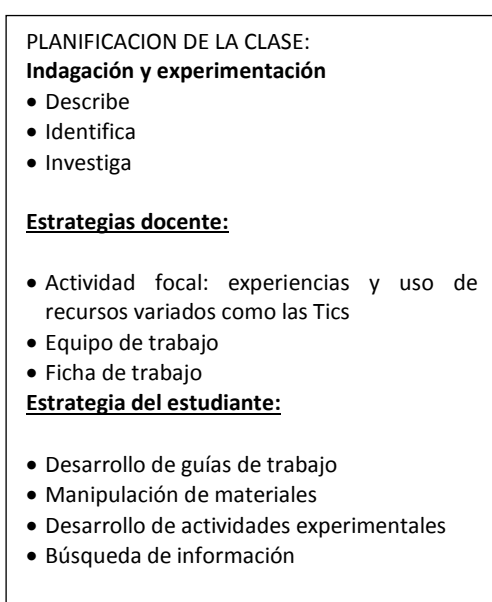 PLANIFICACION DE LA CLASE:
Indagación y experimentación
• Describe
• Identifica
• Investiga
Estrategias docente:
• Actividad focal: experiencias y uso de
recursos variados como las Tics
• Equipo de trabajo
• Ficha de trabajo
Estrategia del estudiante:
• Desarrollo de guías de trabajo
• Manipulación de materiales
• Desarrollo de actividades experimentales
• Búsqueda de información